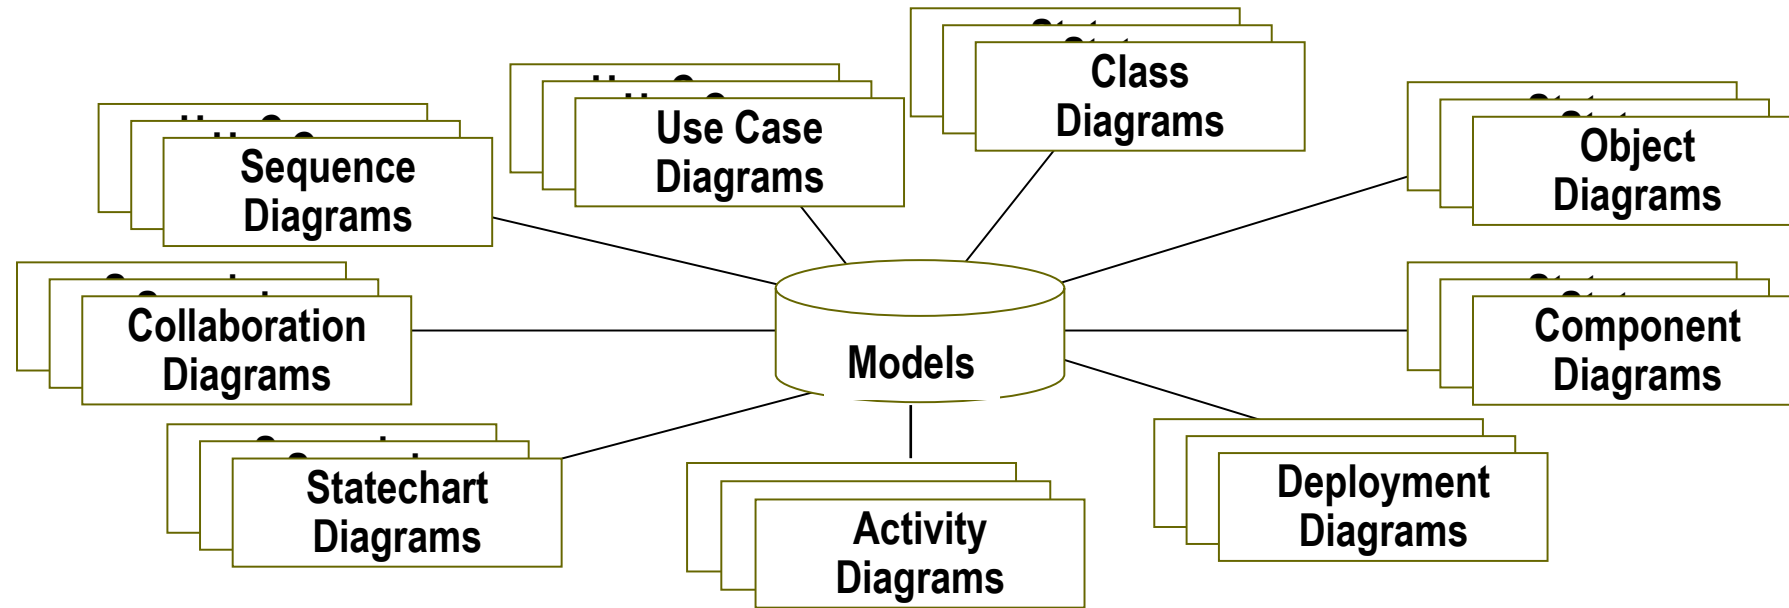 Class
Diagrams
Use Case
Diagrams
Object
Diagrams
Sequence
Diagrams
Models
Collaboration
Diagrams
Component
Diagrams
Statechart
Diagrams
Activity
Diagrams
Deployment
Diagrams